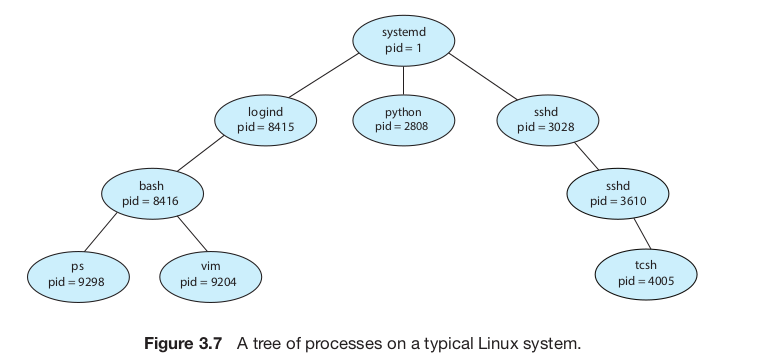 systemd
pid = 1
logind
pid = 8415
python
pid = 2808
sshd
pid = 3028
bash
pid = 8416
sshd
pid = 3610
ps
pid = 9298
vim
pid = 9204
tcsh
pid = 4005
Figure 3.7 A tree of processes on a typical Linux system.